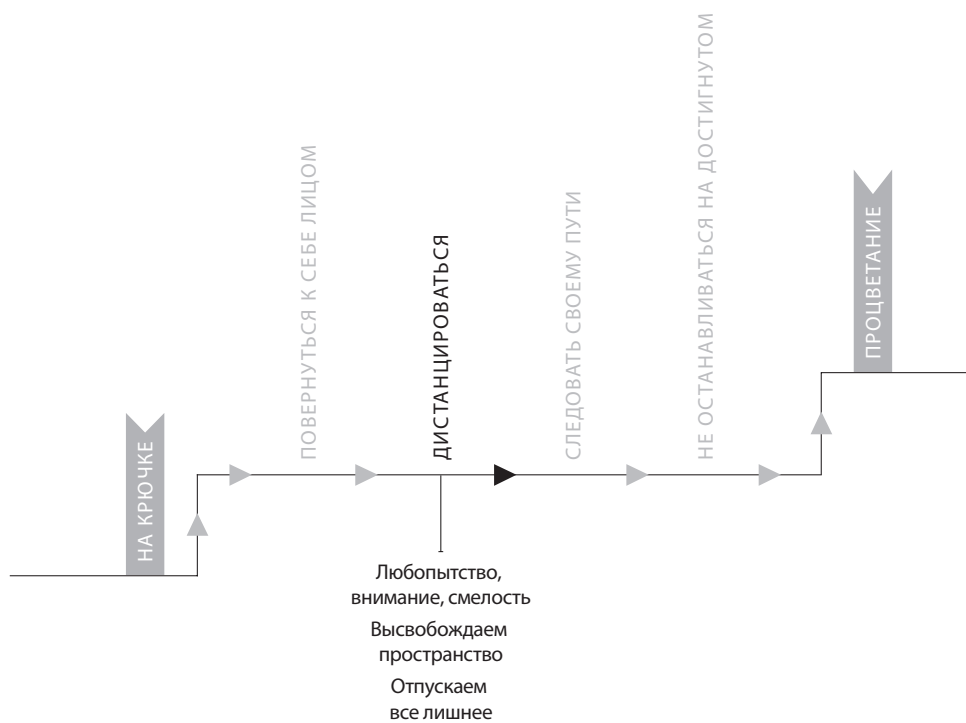 НА КРЮЧКЕ
ПОВЕРНУТЬСЯ К СЕБЕ ЛИЦОМ
ДИСТАНЦИРОВАТЬСЯ
СЛЕДОВАТЬ СВОЕМУ ПУТИ
НЕ ОСТАНАВЛИВАТЬСЯ НА ДОСТИГНУТОМ
ПРОЦВЕТАНИЕ
Любопытство,
внимание, смелость
Высвобождаем
пространство
Отпускаем
все лишнее